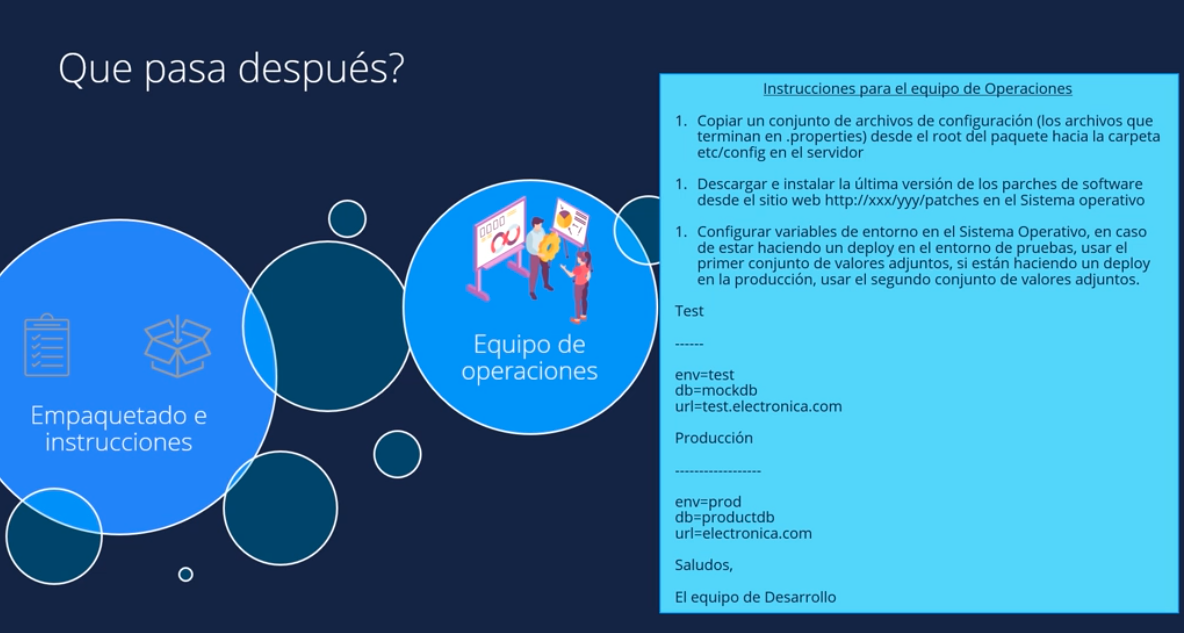 Que pasa después?
Instrucciones para el equipo de Operaciones
1. Copiar un conjunto de archivos de configuración (los archivos que
terminan en .properties) desde el root del paquete hacia la carpeta
etc/config en el servidor
1. Descargar e instalar la última versión de los parches de software
desde el sitio web http://xxx/yyy/patches en el Sistema operativo
1. Configurar variables de entorno en el Sistema Operativo, en caso
de estar haciendo un deploy en el entorno de pruebas, usar el
primer conjunto de valores adjuntos, si están haciendo un deploy
en la producción, usar el segundo conjunto de valores adjuntos.
Test
------
env=test
db=mockdb
url=test.electronica.com
Producción
------------------
env=prod
db=productdb
url=electronica.com
Saludos,
El equipo de Desarrollo
Equipo de
operaciones
Empaquetado e
instrucciones